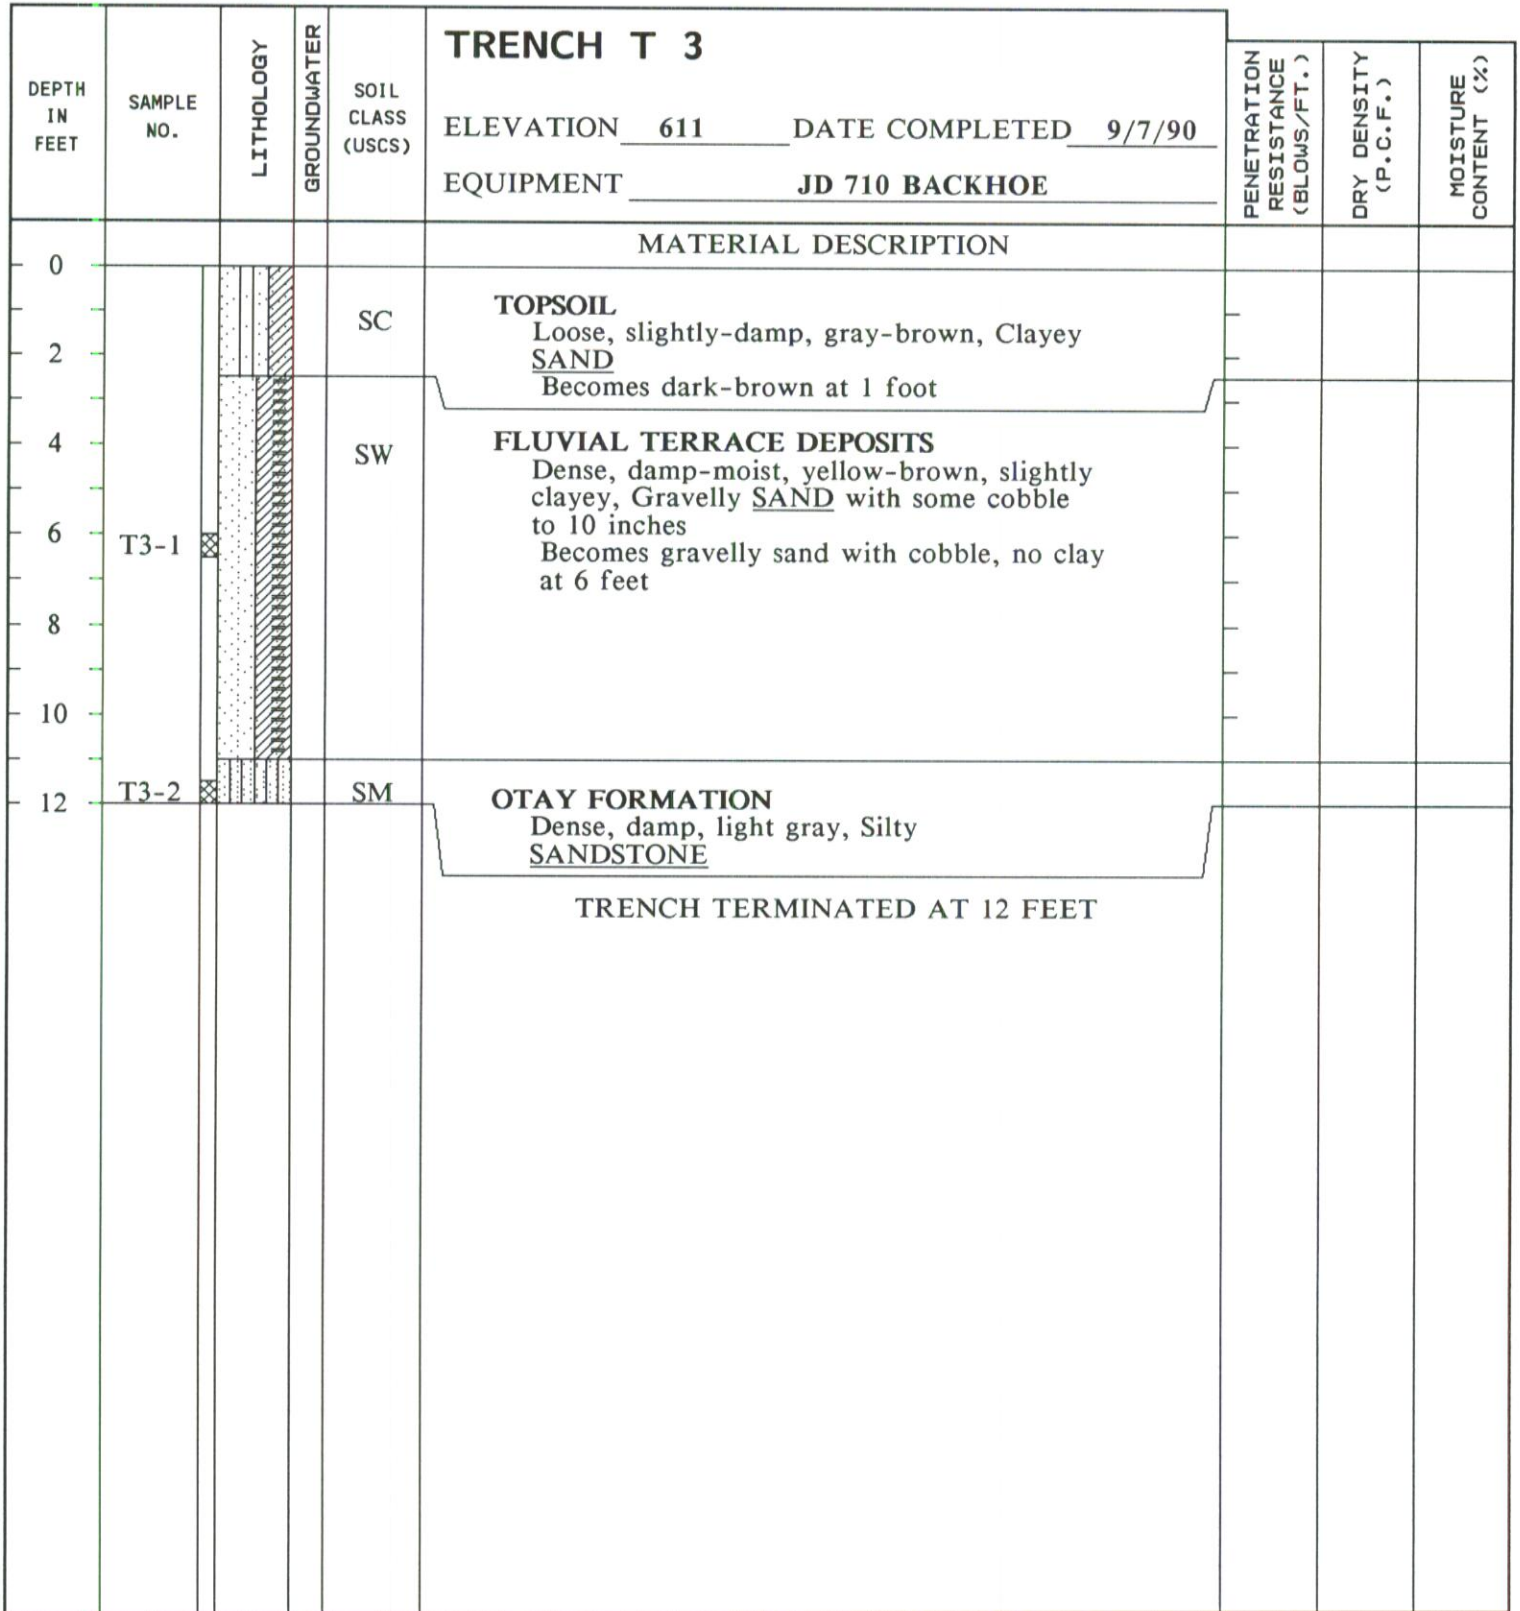 DEPTH
IN
FEET
SAMPLE
NO.
LITHOLOGY
GROUNDWATER
SOIL
CLASS
(USCS)
TRENCH T 3
ELEVATION 611 DATE COMPLETED 9/7/90
EQUIPMENT JD 710 BACKHOE
PENETRATION
RESISTANCE
(BLOWS/FT.)
DRY DENSITY
(P.C.F.)
MOISTURE
CONTENT (%)
MATERIAL DESCRIPTION
0
SC
TOPSOIL
Loose, slightly-damp, gray-brown, Clayey
2
SAND
Becomes dark-brown at 1 foot
4
SW
FLUVIAL TERRACE DEPOSITS
Dense, damp-moist, yellow-brown, slightly
clayey, Gravelly SAND with some cobble
to 10 inches
6
T3-1
Becomes gravelly sand with cobble, no clay
at 6 feet
8
10
T3-2
SM
12
OTAY FORMATION
Dense, damp, light gray, Silty
SANDSTONE
TRENCH TERMINATED AT 12 FEET